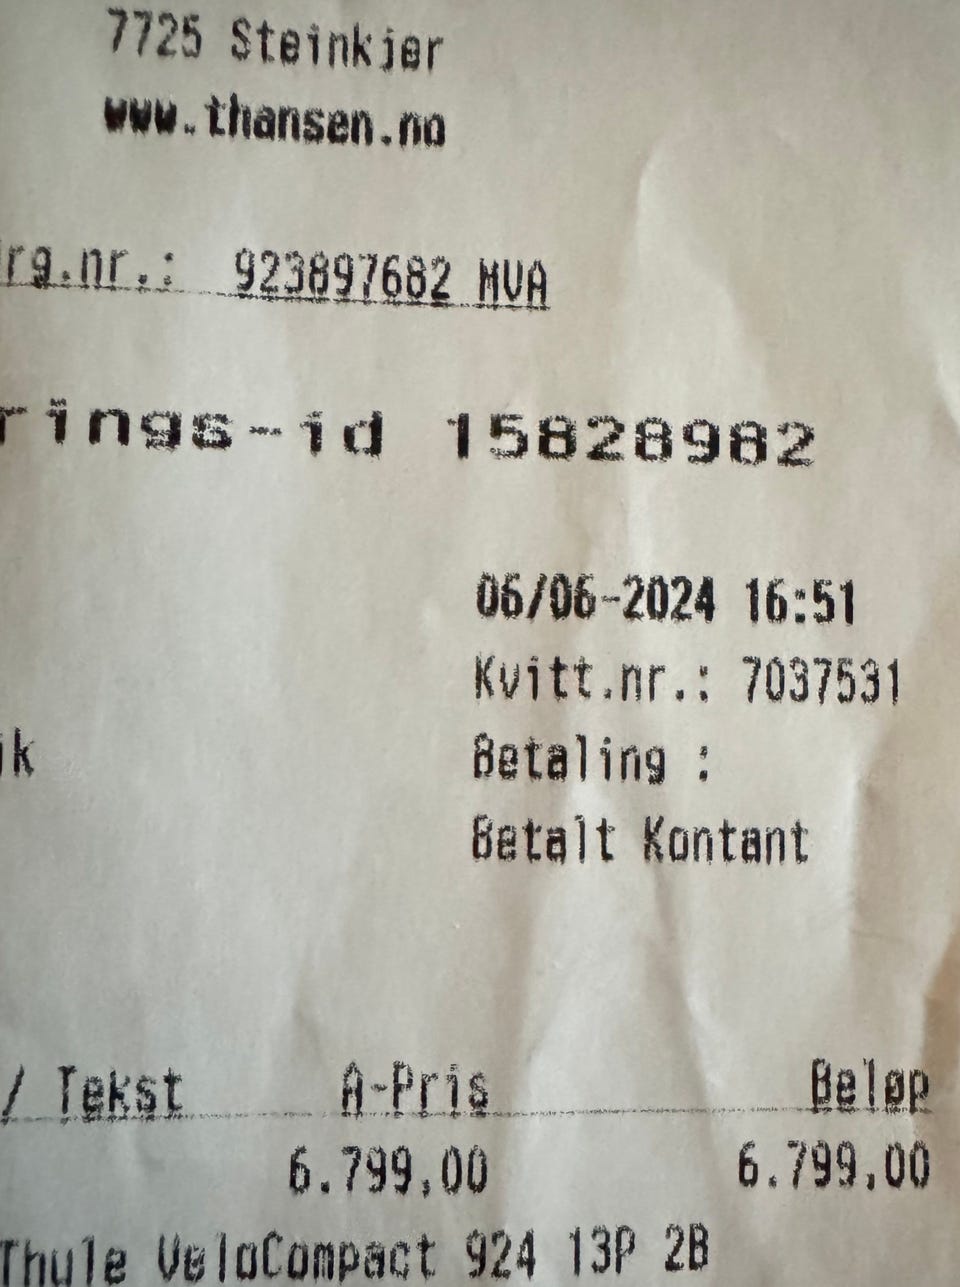 7725 Steinkjer
www.thansen.no
rg.nr.: 923897682 MVA
rings-id 15828982
06/06-2024 16:51
Kvitt.nr.: 7037531
ik Betaling :
Betalt Kontant
/ Tekst A-Pris Beløp
6.799,00 6.799,00
Thule VeloCompact 924 13P 2B